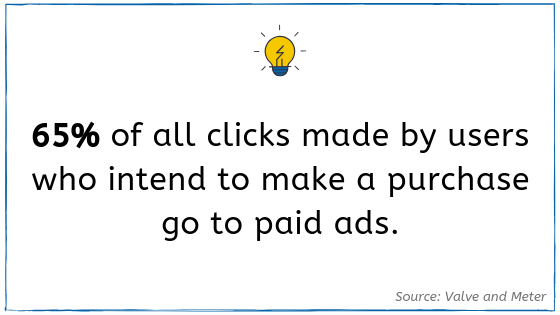 65% of all clicks made by users
who intend to make a purchase
go to paid ads.
Source: Valve and Meter